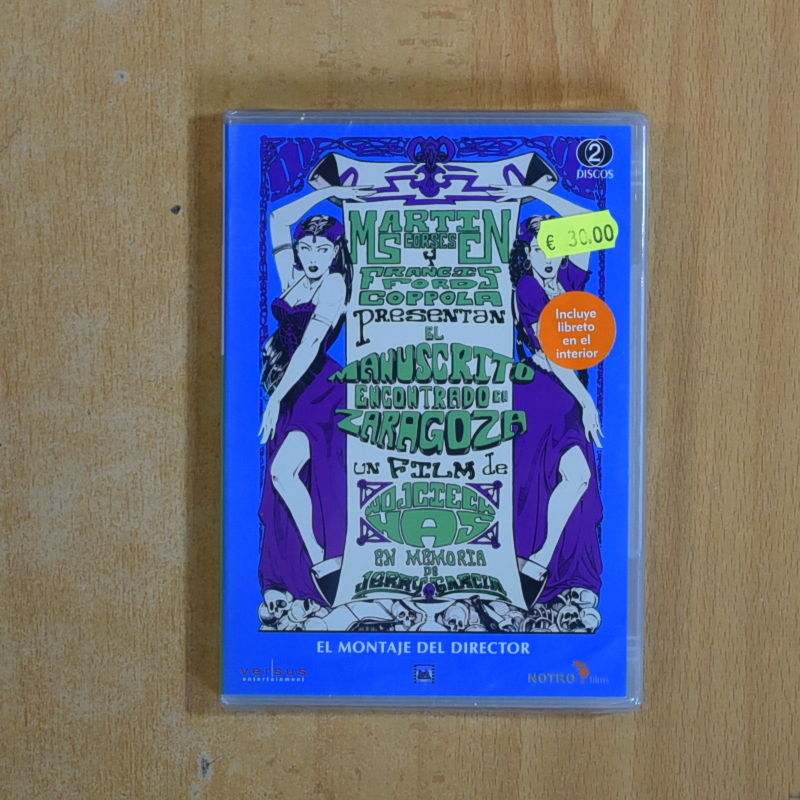 2
DISCOS
MARTIN
SCORSESE
Y
FRANCIS
FORD
COPPOLA
€ 30.00
PRESENTAN
Incluye
libreto
en el
interior
EL
MANUSCRITO
ENCONTRADO EN
ZARAGOZA
UN FILM de
WOJCIECH
HAS
EN MEMORIA
DE
JERRY GARCIA
EL MONTAJE DEL DIRECTOR
versus
entertainment
NOTRO films